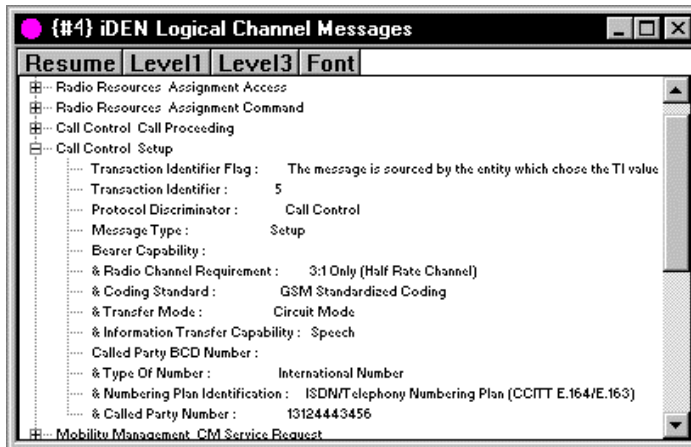 {#4} iDEN Logical Channel Messages
Resume Level1 Level3 Font
Radio Resources Assignment Access
Radio Resources Assignment Command
Call Control Call Proceeding
Call Control Setup
Transaction Identifier Flag : The message is sourced by the entity which chose the TI value
Transaction Identifier : 5
Protocol Discriminator : Call Control
Message Type : Setup
Bearer Capability :
& Radio Channel Requirement : 3:1 Only (Half Rate Channel)
& Coding Standard : GSM Standardized Coding
& Transfer Mode : Circuit Mode
& Information Transfer Capability : Speech
Called Party BCD Number :
& Type Of Number : International Number
& Numbering Plan Identification : ISDN/Telephony Numbering Plan (CCITT E.164/E.163)
& Called Party Number : 13124443456
Mobility Management CM Service Request